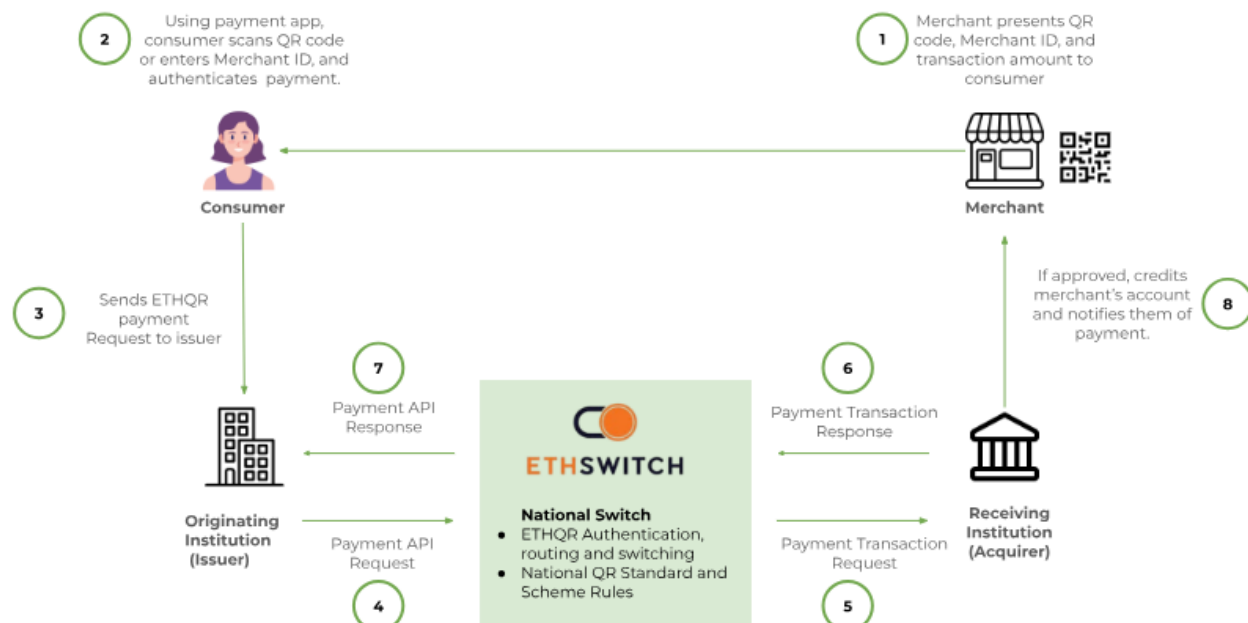 2
Using payment app,
consumer scans QR code
or enters Merchant ID, and
authenticates payment.
1
Merchant presents QR
code, Merchant ID, and
transaction amount to
consumer
Consumer
Merchant
3
Sends ETHQR
payment
Request to issuer
If approved, credits
merchant's account
and notifies them of
payment.
8
7
Payment API
Response
6
Payment Transaction
Response
ETHSWITCH
National Switch
• ETHQR Authentication,
routing and switching
• National QR Standard and
Scheme Rules
Originating
Institution
(Issuer)
Payment API
Request
4
Payment Transaction
Request
5
Receiving
Institution
(Acquirer)